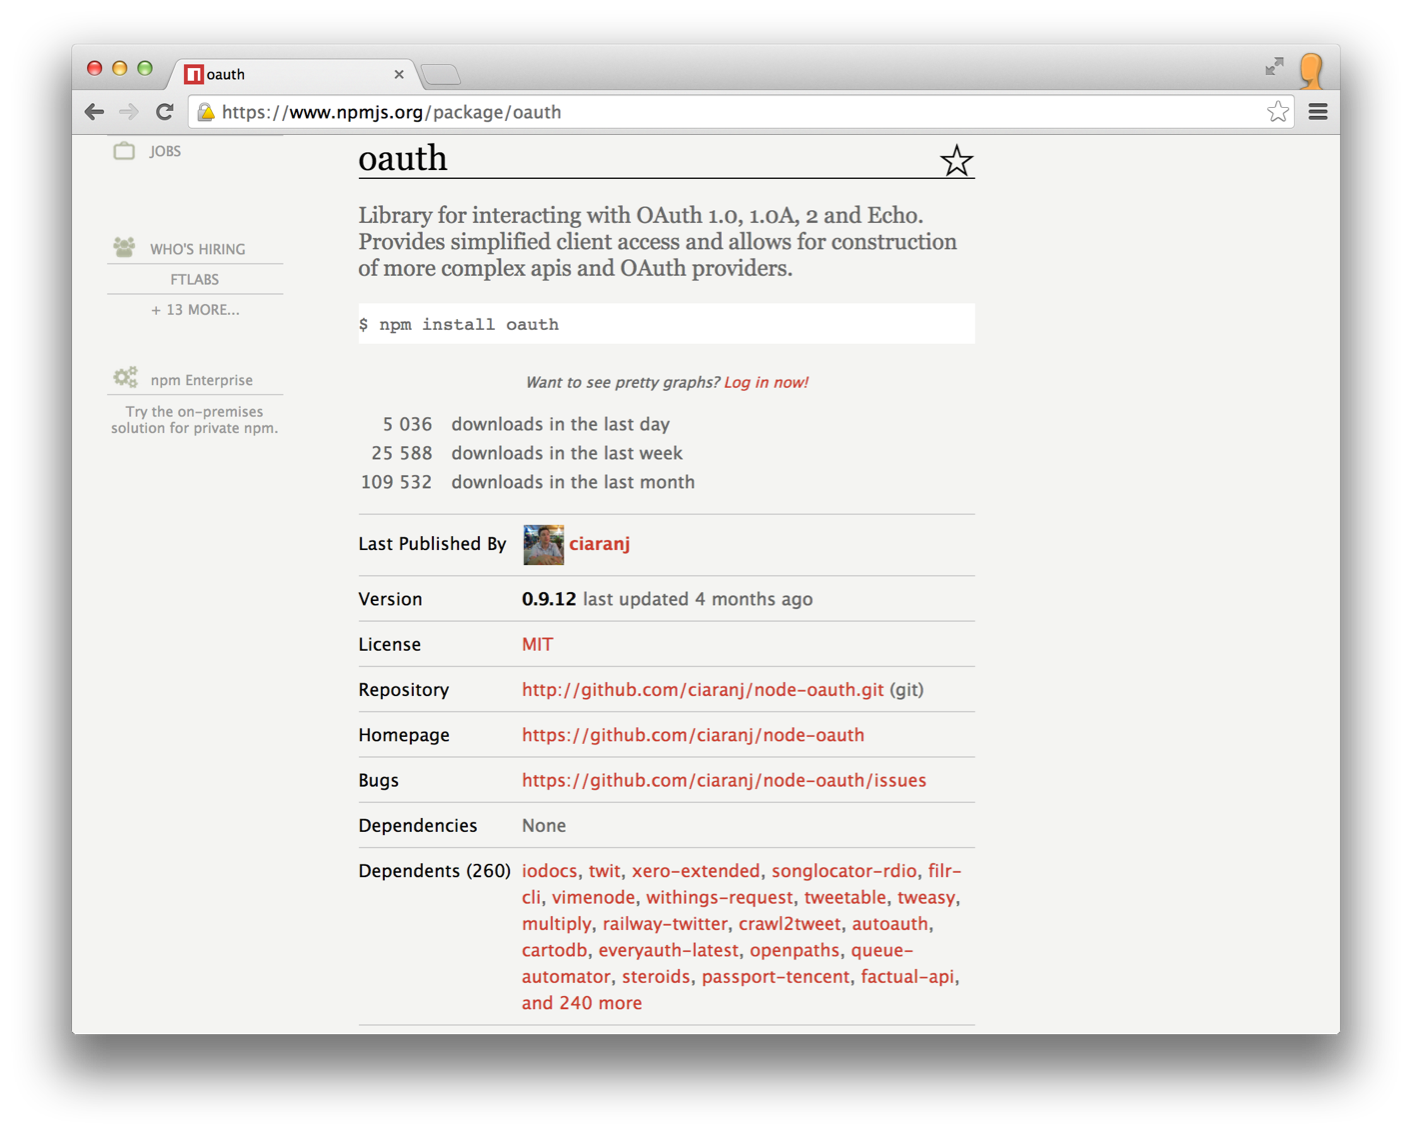 oauth
https://www.npmjs.org/package/oauth
JOBS
WHO'S HIRING
FTLABS
+ 13 MORE...
npm Enterprise
Try the on-premises
solution for private npm.
oauth
Library for interacting with OAuth 1.0, 1.0A, 2 and Echo.
Provides simplified client access and allows for construction
of more complex apis and OAuth providers.
$ npm install oauth
Want to see pretty graphs? Log in now!
5 036 downloads in the last day
25 588 downloads in the last week
109 532 downloads in the last month
Last Published By ciaranj
Version 0.9.12 last updated 4 months ago
License MIT
Repository http://github.com/ciaranj/node-oauth.git (git)
Homepage https://github.com/ciaranj/node-oauth
Bugs https://github.com/ciaranj/node-oauth/issues
Dependencies None
Dependents (260) iodocs, twit, xero-extended, songlocator-rdio, filr-
cli, vimenode, withings-request, tweetable, tweasy,
multiply, railway-twitter, crawl2tweet, autoauth,
cartodb, everyauth-latest, openpaths, queue-
automator, steroids, passport-tencent, factual-api,
and 240 more